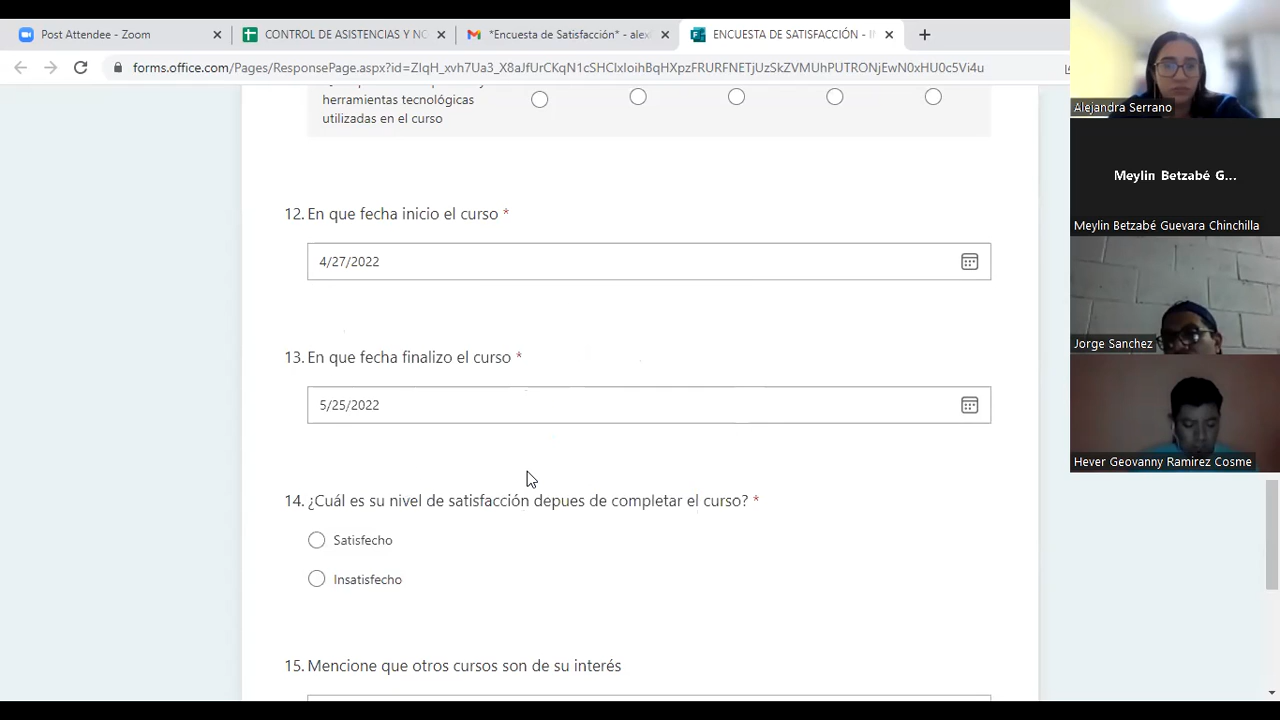 Post Attendee - Zoom
CONTROL DE ASISTENCIAS Y NO
*Encuesta de Satisfacción* - alex
ENCUESTA DE SATISFACCIÓN - I
forms.office.com/Pages/ResponsePage.aspx?id=ZIqH_xvh7Ua3_X8aJfUrCKqN1cSHClxIoihBqHXpzFRURFNETjUzSkZVMUhPUTRONjEwN0xHU0c5Vi4u
herramientas tecnológicas
utilizadas en el curso
12. En que fecha inicio el curso *
4/27/2022
13. En que fecha finalizo el curso *
5/25/2022
14. ¿Cuál es su nivel de satisfacción depues de completar el curso? *
Satisfecho
Insatisfecho
15. Mencione que otros cursos son de su interés
Alejandra Serrano
Meylin Betzabé G...
Meylin Betzabé Guevara Chinchilla
Jorge Sanchez
Hever Geovanny Ramirez Cosme